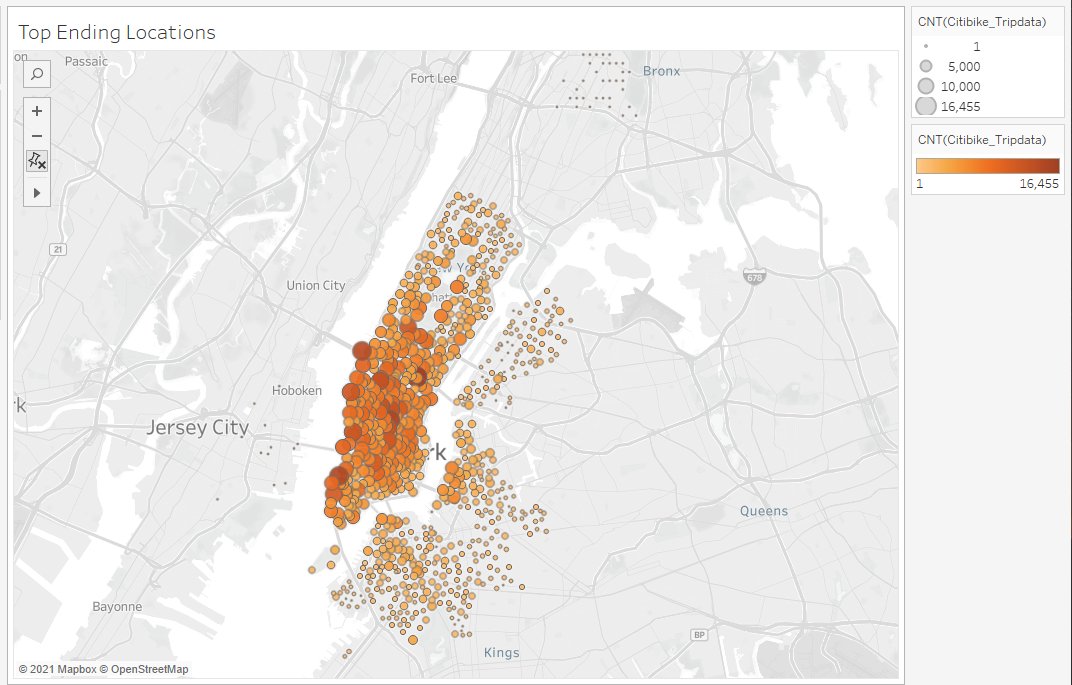 Top Ending Locations
on
Passaic
Fort Lee
Bronx
21
678
Union City
Hoboken
Jersey City
Queens
Bayonne
BP
Kings
© 2021 Mapbox © OpenStreetMap
CNT(Citibike_Tripdata)
1
5,000
10,000
16,455
CNT(Citibike_Tripdata)
1 16,455